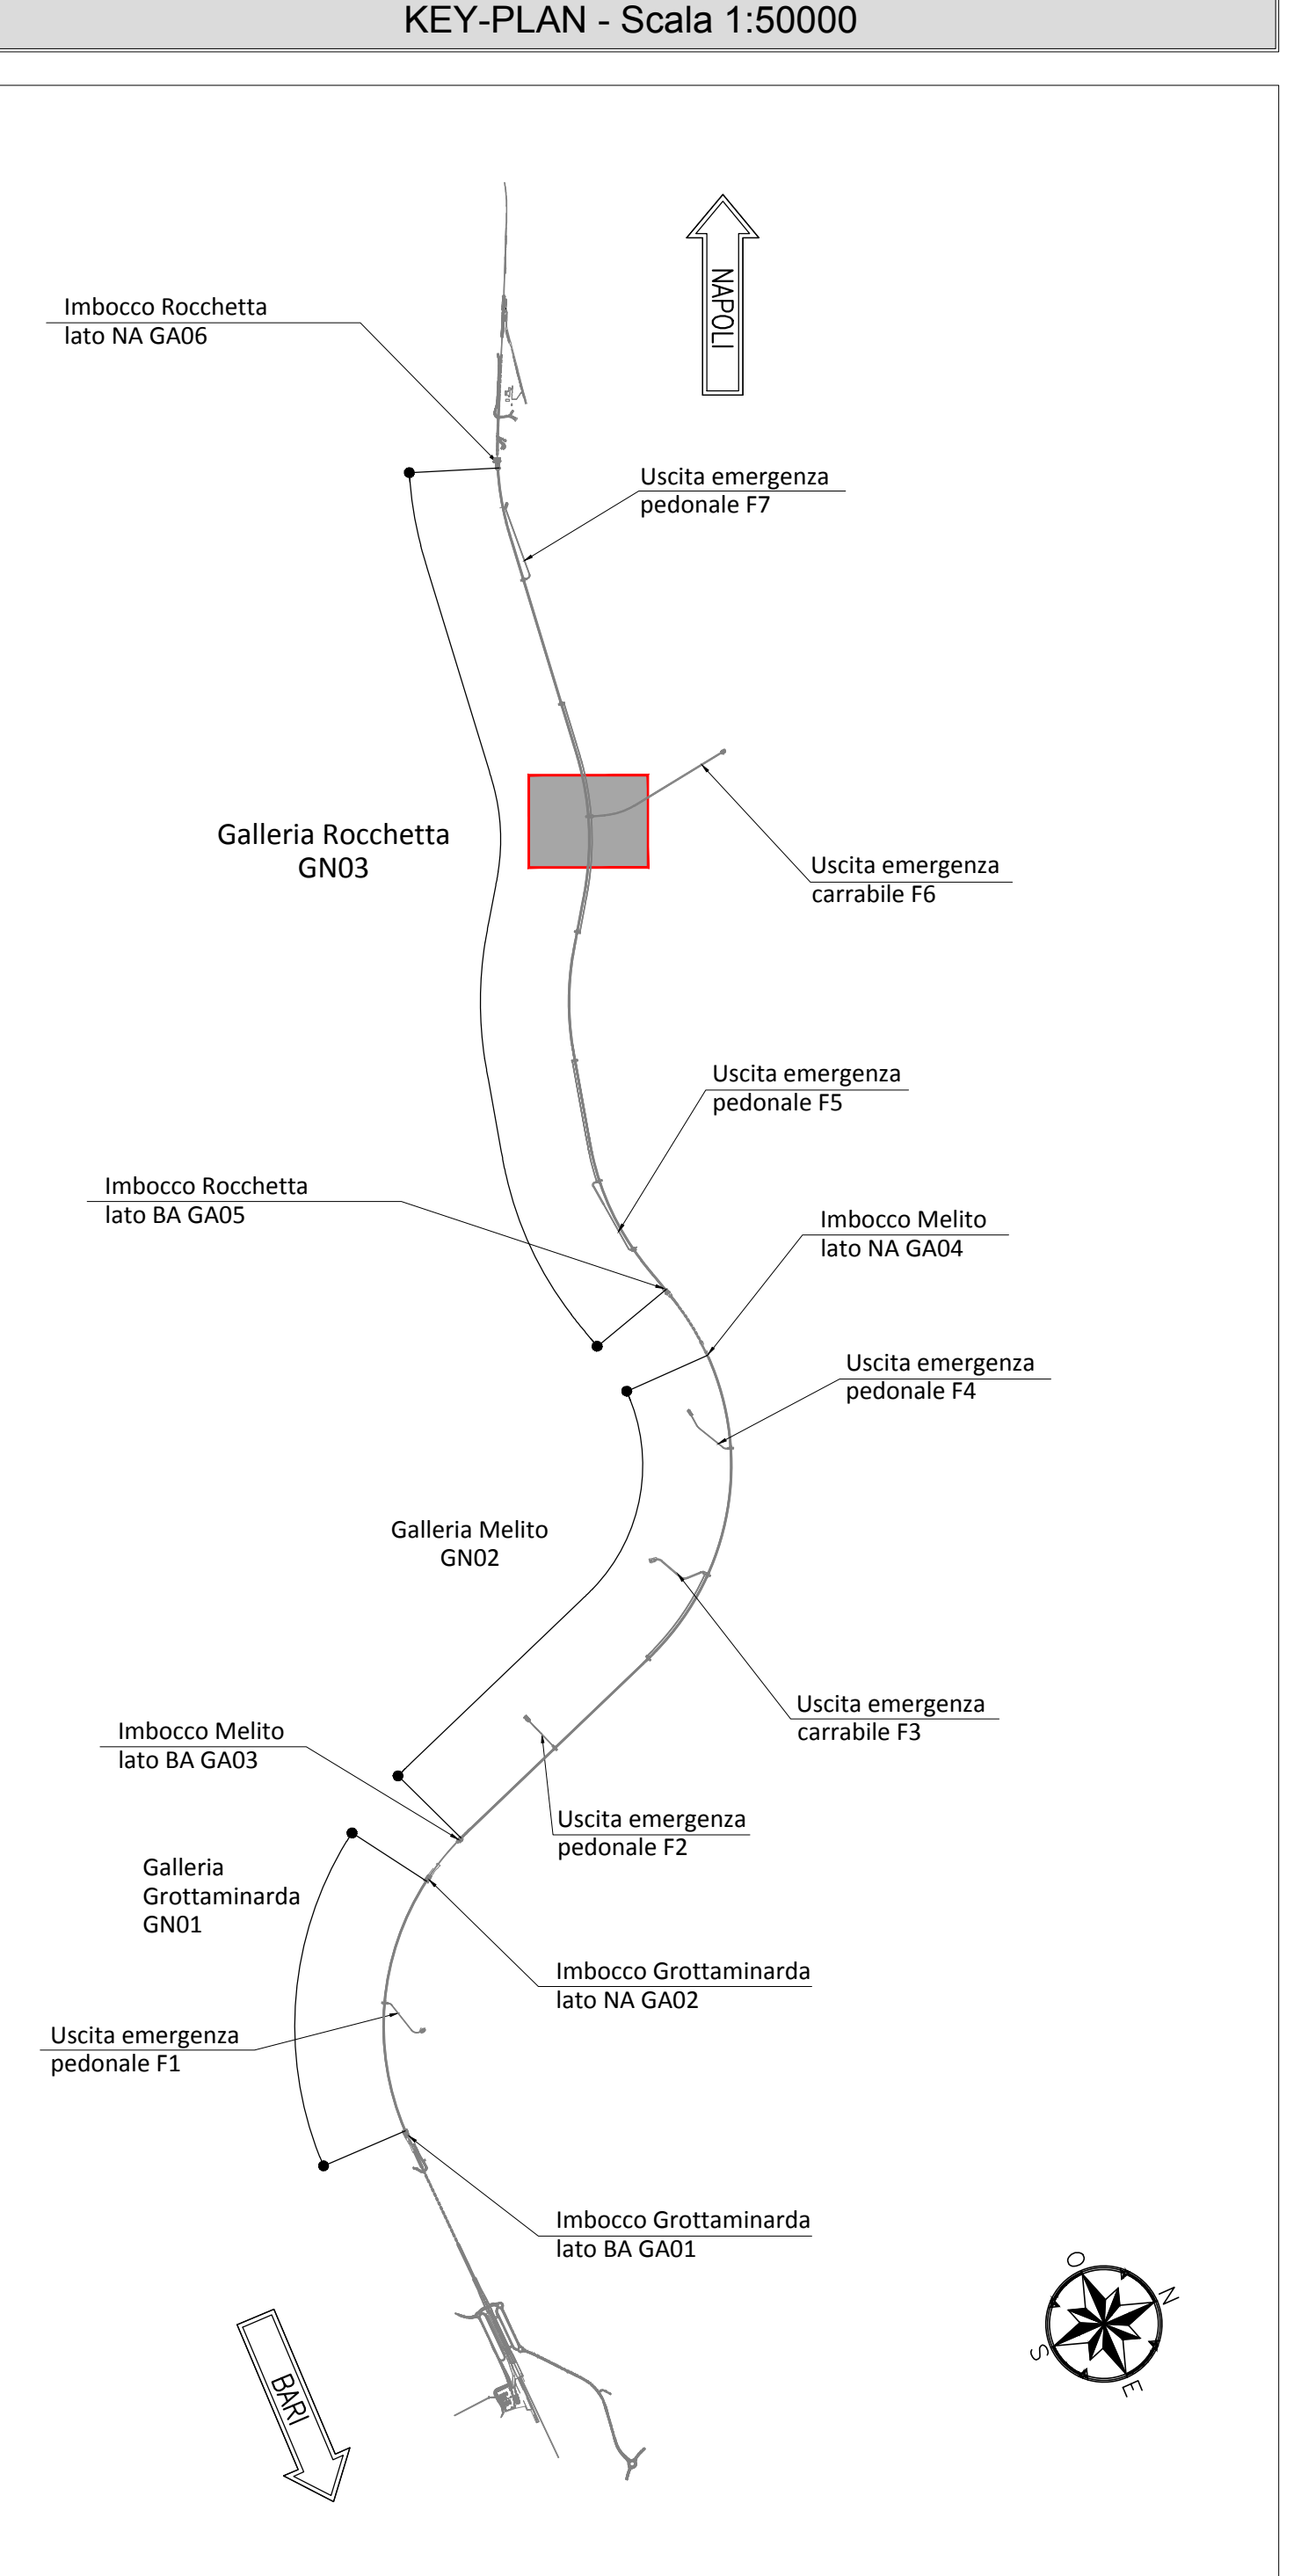 KEY-PLAN - Scala 1:50000
NAPOLI
Imbocco Rocchetta
lato NA GA06
Uscita emergenza
pedonale F7
Galleria Rocchetta
GN03
Uscita emergenza
carrabile F6
Uscita emergenza
pedonale F5
Imbocco Rocchetta
lato BA GA05
Imbocco Melito
lato NA GA04
Uscita emergenza
pedonale F4
Galleria Melito
GN02
Uscita emergenza
carrabile F3
Imbocco Melito
lato BA GA03
Uscita emergenza
pedonale F2
Galleria
Grottaminarda
GN01
Imbocco Grottaminarda
lato NA GA02
Uscita emergenza
pedonale F1
Imbocco Grottaminarda
lato BA GA01
O
N
S
E
BARI